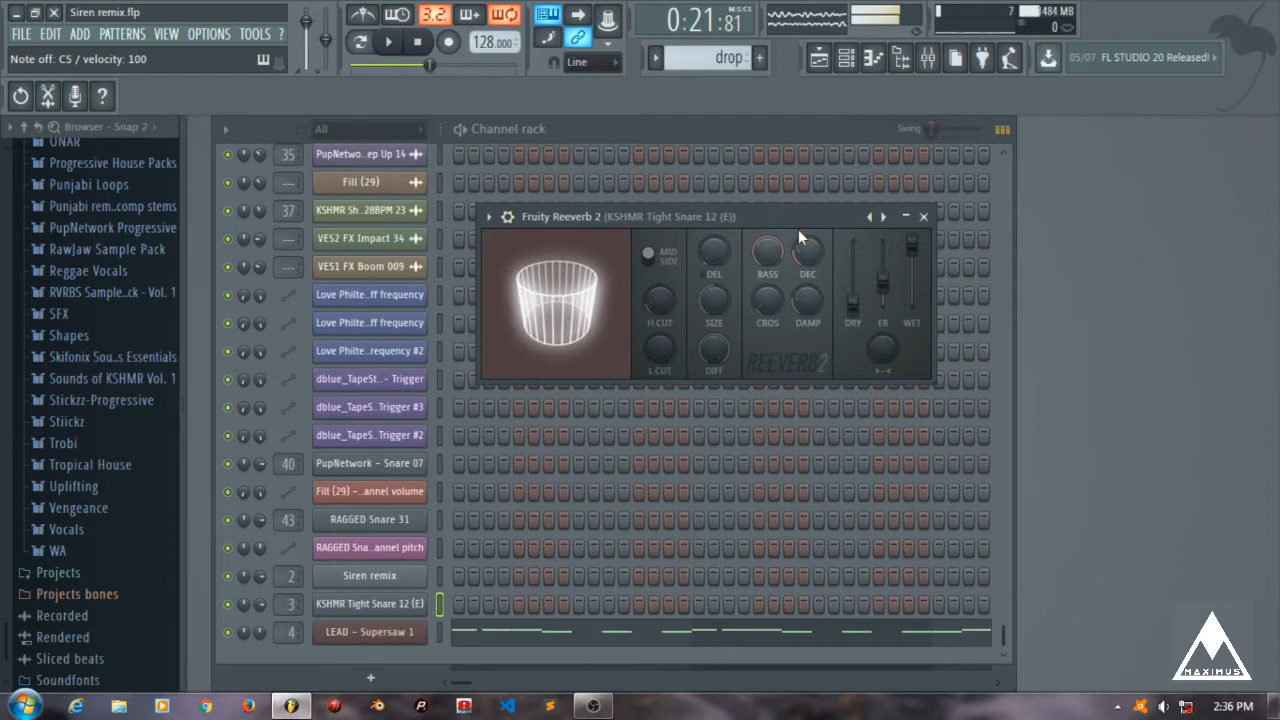 Siren remix.flp
FILE EDIT ADD PATTERNS VIEW OPTIONS TOOLS ?
Note off: C5 / velocity: 100
3.2
128.000
Line
0:21:81
M:S:CS
drop
7
484 MB
0
05/07 FL STUDIO 20 Released!
Browser - Snap 2
All
Channel rack
Swing
ONAR
Progressive House Packs
Punjabi Loops
Punjabi rem...comp stems
PupNetwork Progressive
RawJaw Sample Pack
Reggae Vocals
RVRBS Sample...ck - Vol. 1
SFX
Shapes
Skifonix Sou...s Essentials
Sounds of KSHMR Vol. 1
Stickzz-Progressive
Stiickz
Trobi
Tropical House
Uplifting
Vengeance
Vocals
WA
Projects
Projects bones
Recorded
Rendered
Sliced beats
Soundfonts
35 PupNetwo..ep Up 14
--- Fill (29)
37 KSHMR Sh..28BPM 23
--- VES2 FX Impact 34
--- VES1 FX Boom 009
Love Philte..ff frequency
Love Philte..ff frequency
Love Philte..requency #2
dblue_TapeSt..- Trigger
dblue_TapeS..Trigger #3
dblue_TapeS..Trigger #2
40 PupNetwork - Snare 07
Fill (29) -..annel volume
43 RAGGED Snare 31
RAGGED Sna..annel pitch
2 Siren remix
3 KSHMR Tight Snare 12 (E)
4 LEAD - Supersaw 1
+
Fruity Reeverb 2 (KSHMR Tight Snare 12 (E))
MID
SIDE
DEL
BASS
DEC
H.CUT
SIZE
CROS
DAMP
DRY
ER
WET
L.CUT
DIFF
REEVERB2
MAXIMUS
2:36 PM